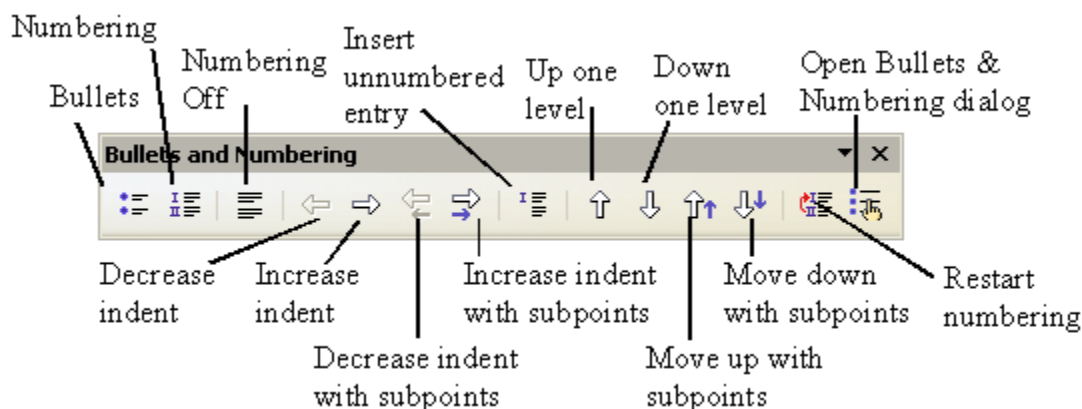 Numbering
Bullets
Numbering
Off
Insert
unnumbered
entry
Up one
level
Down
one level
Open Bullets &
Numbering dialog
Bullets and Numbering
Decrease
indent
Increase
indent
Decrease indent
with subpoints
Increase indent
with subpoints
Move up with
subpoints
Move down
with subpoints
Restart
numbering